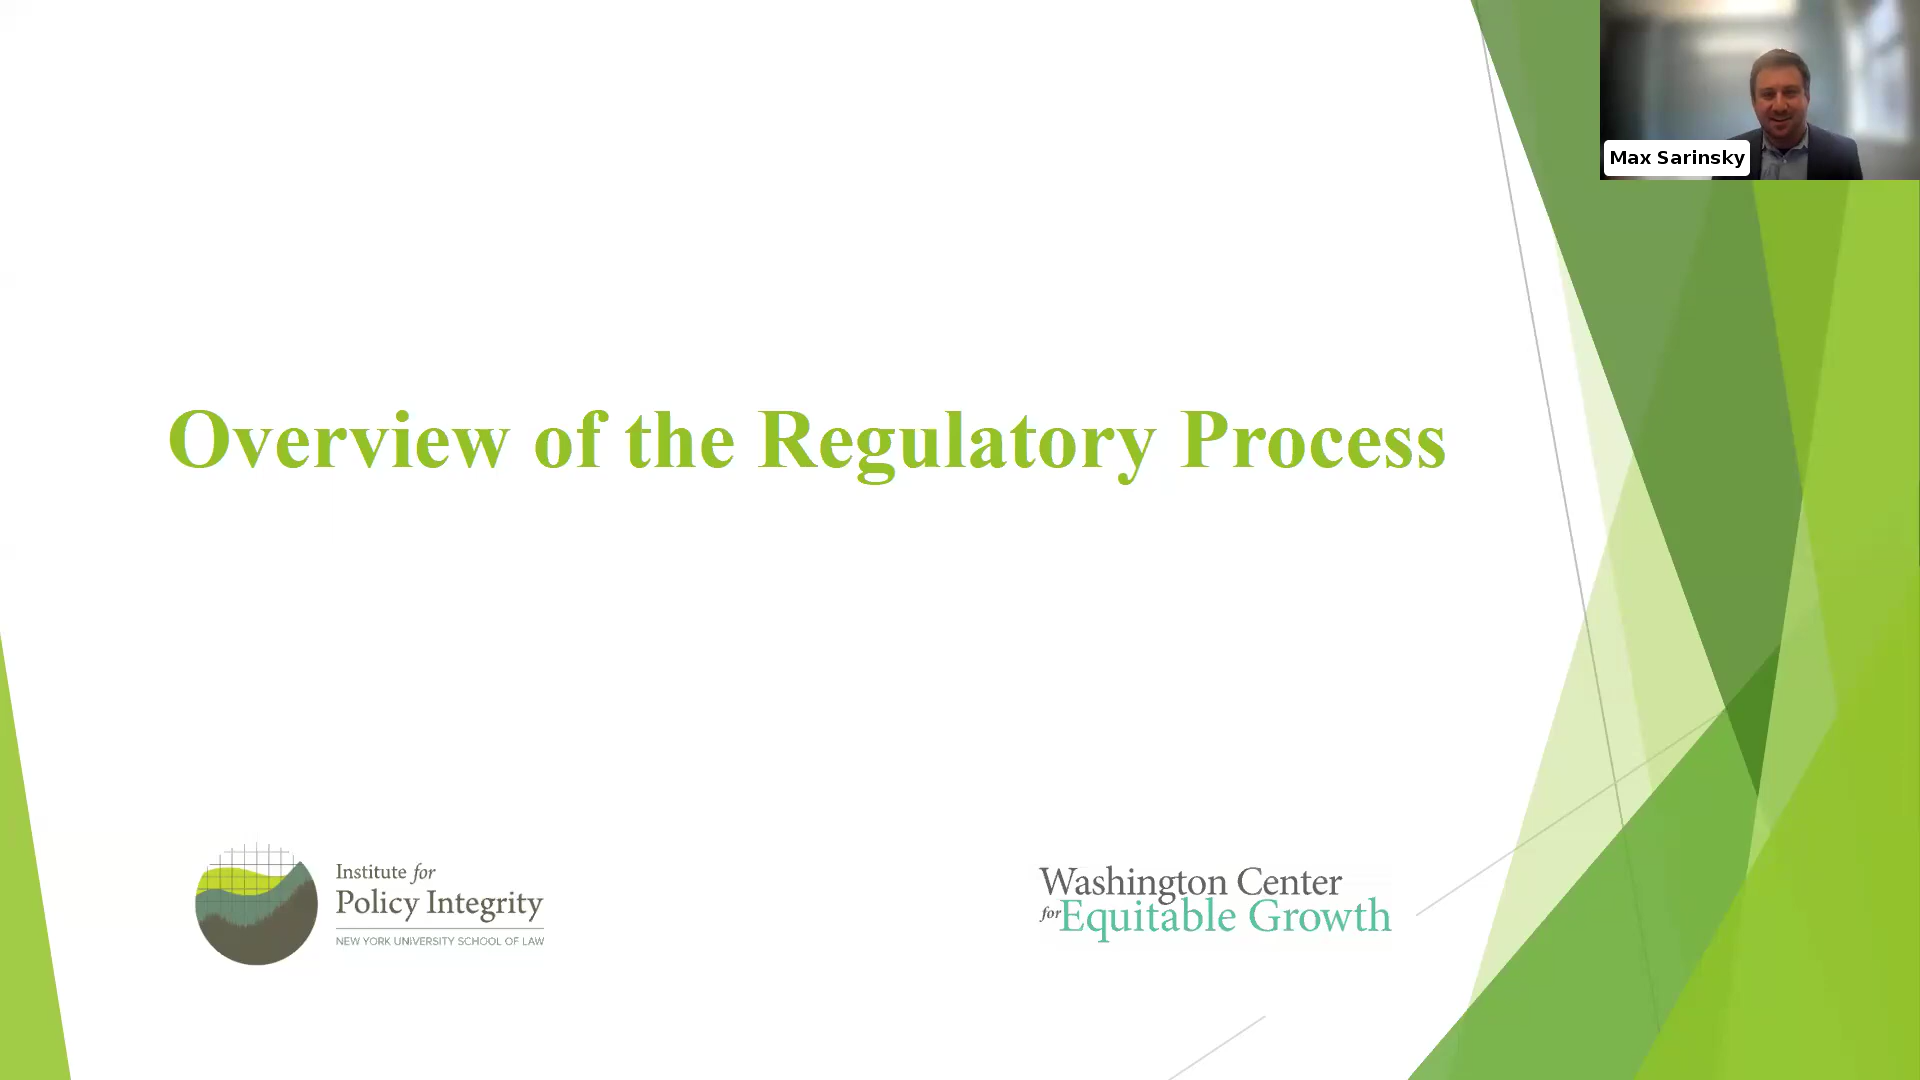 Max Sarinsky
Overview of the Regulatory Process
Institute for
Policy Integrity
NEW YORK UNIVERSITY SCHOOL OF LAW
Washington Center
for Equitable Growth